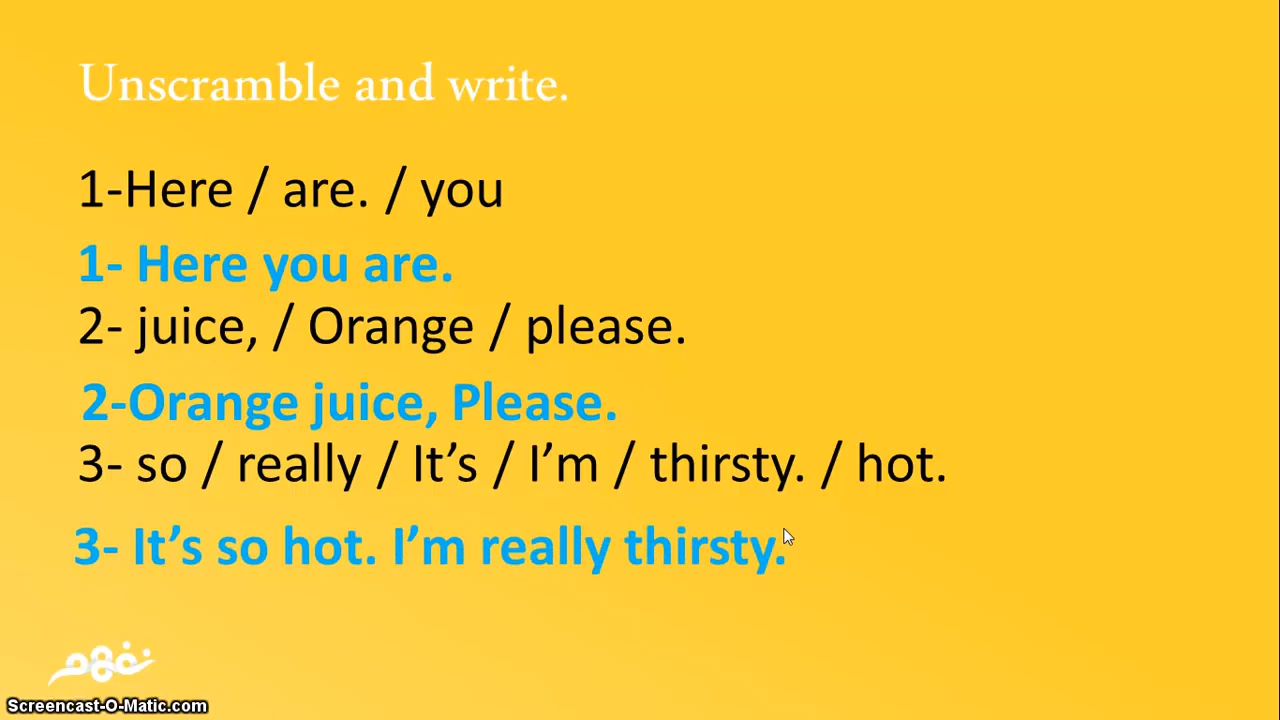 Unscramble and write.
1-Here / are. / you
1- Here you are.
2- juice, / Orange / please.
2-Orange juice, Please.
3- so / really / It’s / I’m / thirsty. / hot.
3- It’s so hot. I’m really thirsty.
نفهم
Screencast-O-Matic.com